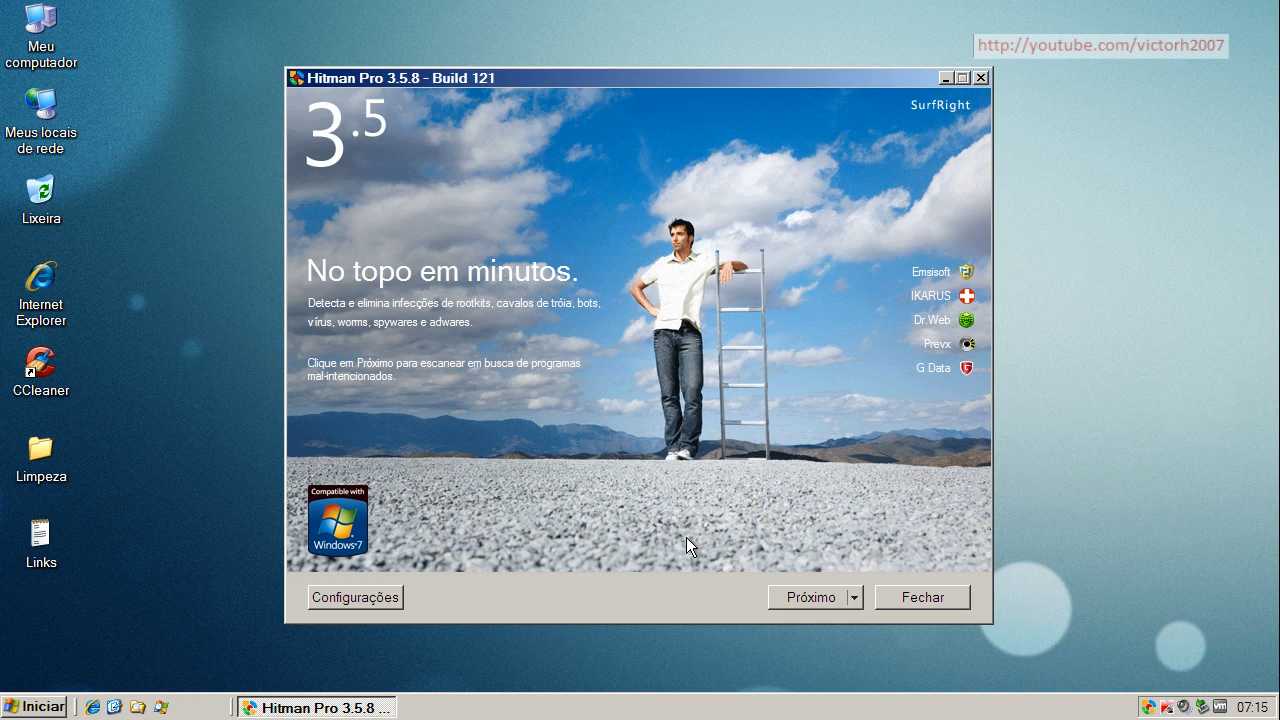 Meu
computador
Meus locais
de rede
Lixeira
Internet
Explorer
CCleaner
Limpeza
Links
http://youtube.com/victorh2007
Hitman Pro 3.5.8 - Build 121
3.5
SurfRight
No topo em minutos.
Detecta e elimina infecções de rootkits, cavalos de tróia, bots,
vírus, worms, spywares e adwares.
Clique em Próximo para escanear em busca de programas
mal-intencionados.
Emsisoft
IKARUS
Dr.Web
Prevx
G Data
Compatible with
Windows 7
Configurações
Próximo
Fechar
Iniciar
Hitman Pro 3.5.8 ...
vm
07:15